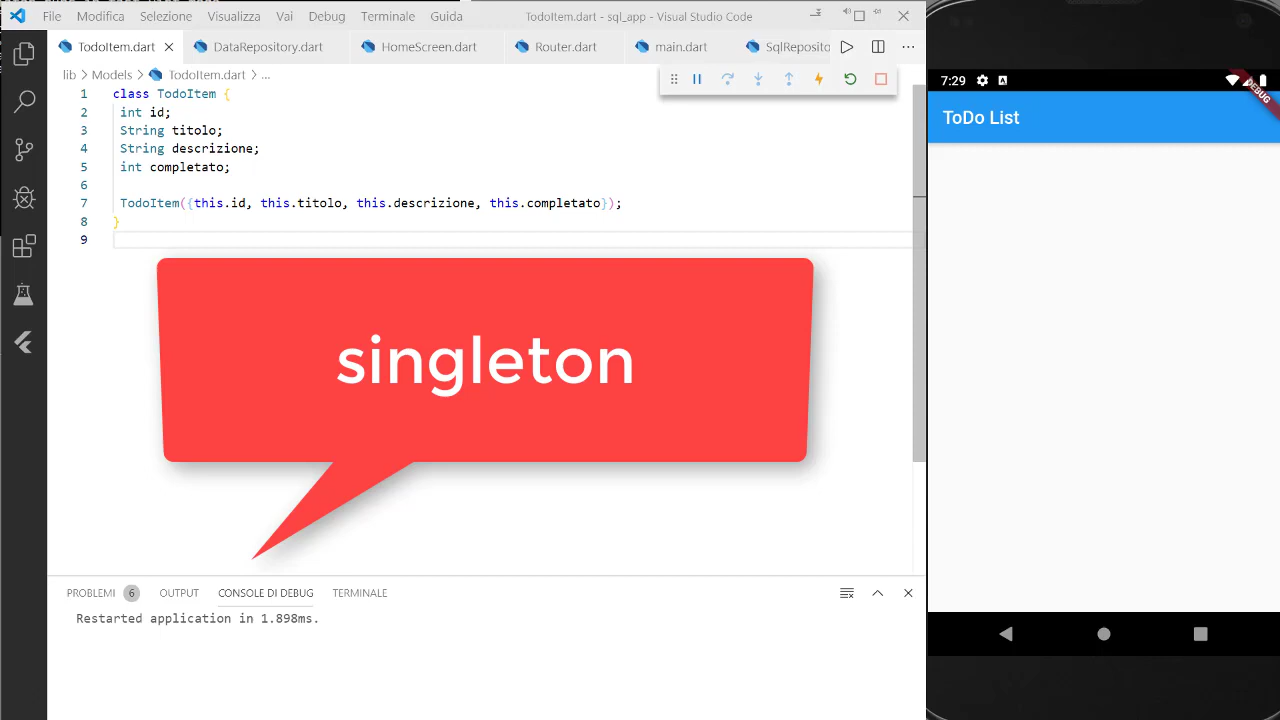 File Modifica Selezione Visualizza Vai Debug Terminale Guida TodoItem.dart - sql_app - Visual Studio Code
TodoItem.dart DataRepository.dart HomeScreen.dart Router.dart main.dart SqlReposito
lib > Models > TodoItem.dart > ...
1 class TodoItem {
2 int id;
3 String titolo;
4 String descrizione;
5 int completato;
6
7 TodoItem({this.id, this.titolo, this.descrizione, this.completato});
8 }
9
singleton
PROBLEMI 6 OUTPUT CONSOLE DI DEBUG TERMINALE
Restarted application in 1.898ms.
7:29
DEBUG
ToDo List